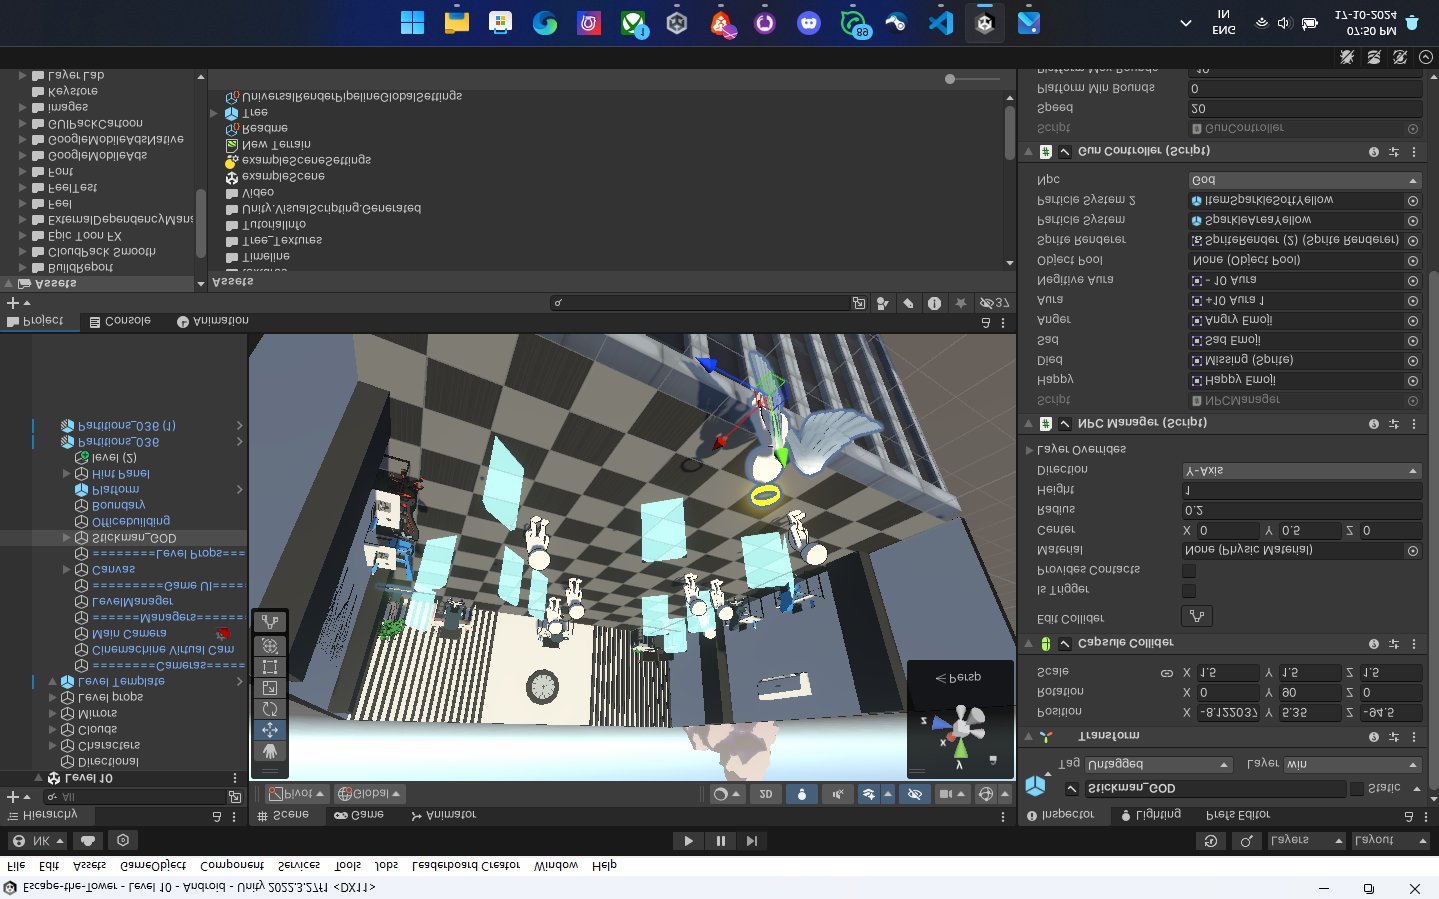 Escape-the-Tower - Level 10 - Android - Unity 2022.3.27f1 <DX11>
File Edit Assets GameObject Component Services Tools Jobs Leaderboard Creator Window Help
NK
Layers
Layout
Hierarchy
All
Level 10
Directional
Characters
Clouds
Mirrors
Level props
Level Template
========Cameras=====
Cinemachine Virtual Cam
Main Camera
======Managers======
LevelManager
=========Game UI=====
Canvas
========Level Props====
Stickman_GOD
Officebuilding
Boundary
Platform
Hint Panel
level (2)
Partitions_036
Partitions_036 (1)
Scene
Game
Animator
Pivot
Global
2D
y
x
z
< Persp
Inspector
Lighting
Prefs Editor
Stickman_GOD
Static
Tag Untagged
Layer win
Transform
Position X -8.122037 Y 5.35 Z -94.5
Rotation X 0 Y 90 Z 0
Scale X 1.5 Y 1.5 Z 1.5
Capsule Collider
Edit Collider
Is Trigger
Provides Contacts
Material None (Physic Material)
Center X 0 Y 0.5 Z 0
Radius 0.2
Height 1
Direction Y-Axis
Layer Overrides
NPC Manager (Script)
Script NPCManager
Happy Happy Emoji
Died Missing (Sprite)
Sad Sad Emoji
Anger Angry Emoji
Aura +10 Aura 1
Negitive Aura - 10 Aura
Object Pool None (Object Pool)
Sprite Renderer SpriteRender (2) (Sprite Renderer)
Particle System SparkleAreaYellow
Particle System 2 ItemSparkleSoftYellow
Npc God
Gun Controller (Script)
Script GunController
Speed 20
Platform Min Bounds 0
Platform Max Bounds 10
Project
Console
Animation
37
Assets
BuildReport
CloudPack Smooth
Epic Toon FX
ExternalDependencyMana
Feel
FeelTest
Font
GoogleMobileAds
GoogleMobileAdsNative
GUIPackCartoon
images
Keystore
Layer Lab
Assets
textures
Timeline
Tree_Textures
TutorialInfo
Unity.VisualScripting.Generated
Video
exampleScene
exampleSceneSettings
New Terrain
Readme
Tree
UniversalRenderPipelineGlobalSettings
1
89
ENG
IN
07:50 PM
17-10-2024